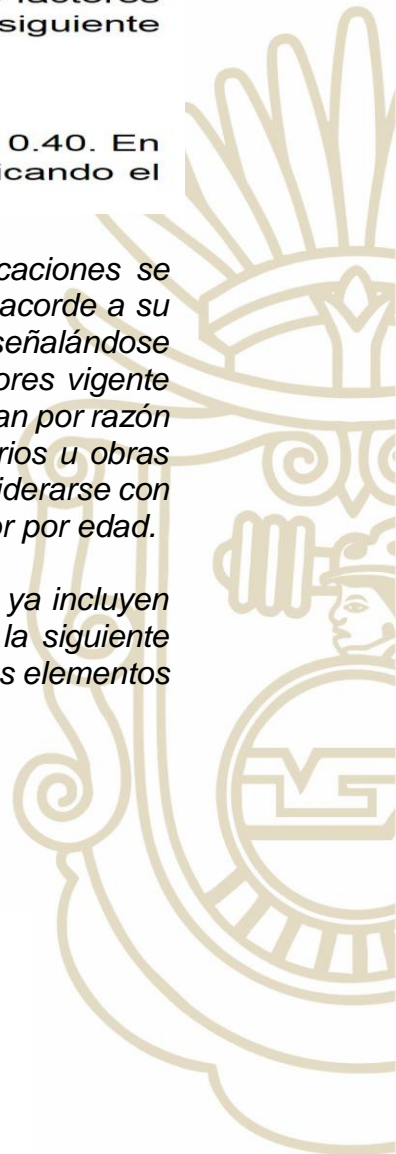 siguiente
0.40. En
icando el
caciones se
acorde a su
señalándose
ores vigente
an por razón
rios u obras
iderarse con
or por edad.
ya incluyen
la siguiente
s elementos